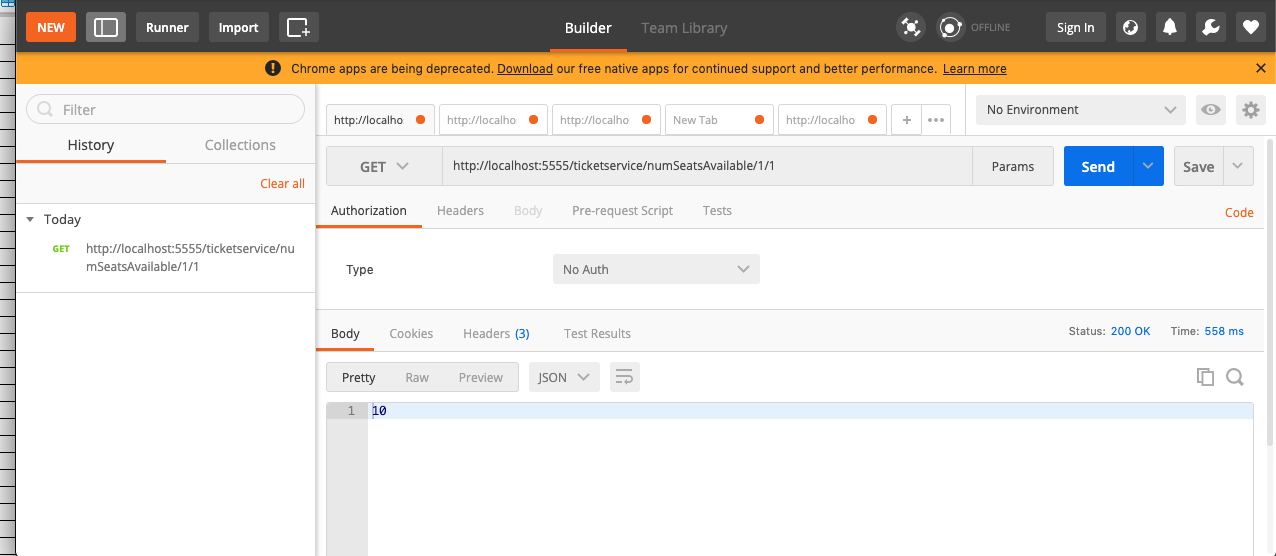 NEW Runner Import Builder Team Library OFFLINE Sign In
! Chrome apps are being deprecated. Download our free native apps for continued support and better performance. Learn more
Filter
History Collections
Clear all
Today
GET http://localhost:5555/ticketservice/nu
mSeatsAvailable/1/1
http://localho http://localho http://localho New Tab http://localho + ••• No Environment
GET http://localhost:5555/ticketservice/numSeatsAvailable/1/1 Params Send Save
Authorization Headers Body Pre-request Script Tests Code
Type No Auth
Body Cookies Headers (3) Test Results Status: 200 OK Time: 558 ms
Pretty Raw Preview JSON
1 10